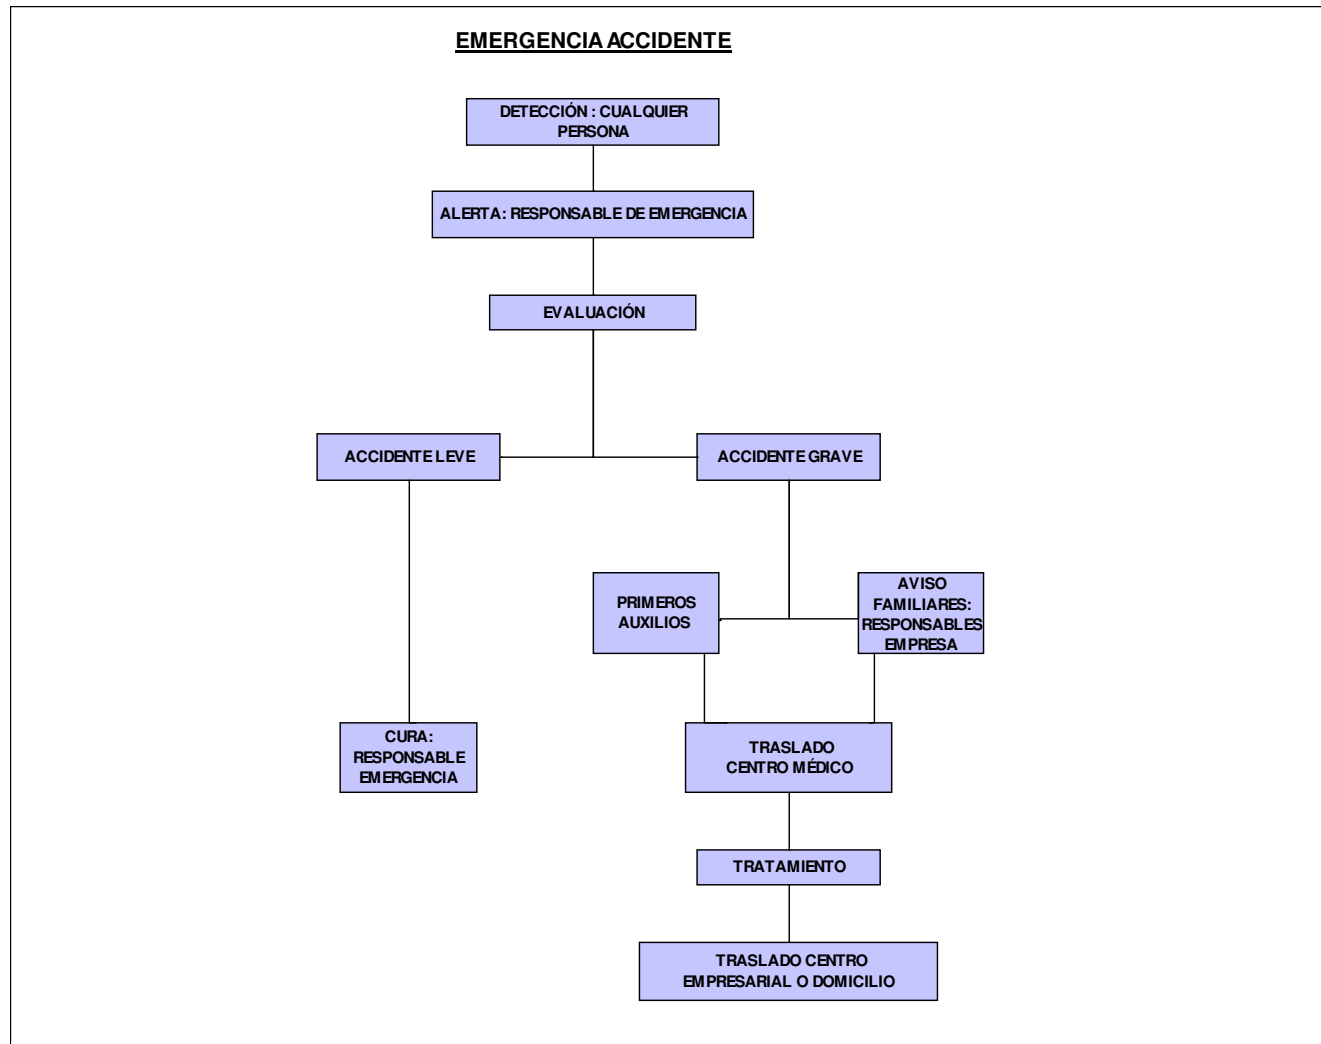 EMERGENCIA ACCIDENTE
DETECCIÓN : CUALQUIER
PERSONA
ALERTA: RESPONSABLE DE EMERGENCIA
EVALUACIÓN
ACCIDENTE LEVE
ACCIDENTE GRAVE
PRIMEROS
AUXILIOS
AVISO
FAMILIARES:
RESPONSABLES
EMPRESA
CURA:
RESPONSABLE
EMERGENCIA
TRASLADO
CENTRO MÉDICO
TRATAMIENTO
TRASLADO CENTRO
EMPRESARIAL O DOMICILIO